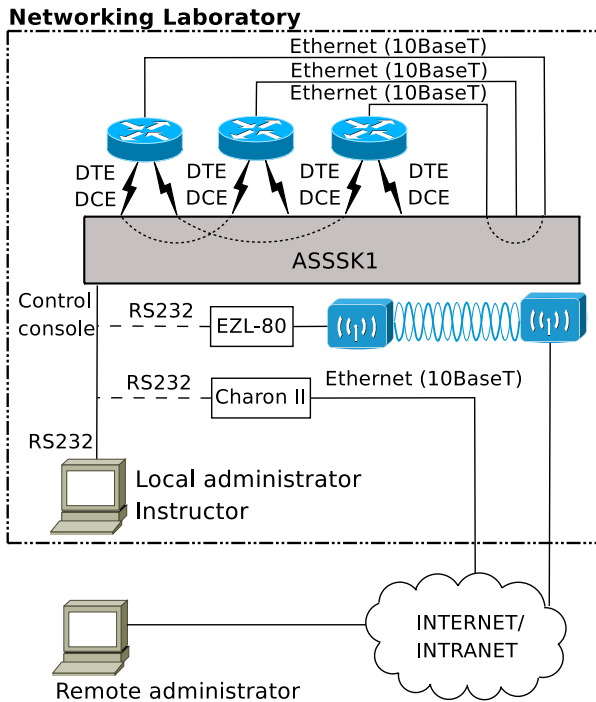 Networking Laboratory
Ethernet (10BaseT)
Ethernet (10BaseT)
Ethernet (10BaseT)
DTE DTE DTE DTE
DCE DCE DCE DCE
ASSSK1
Control
console
RS232
EZL-80
RS232
Charon II
Ethernet (10BaseT)
RS232
Local administrator
Instructor
INTERNET/
INTRANET
Remote administrator